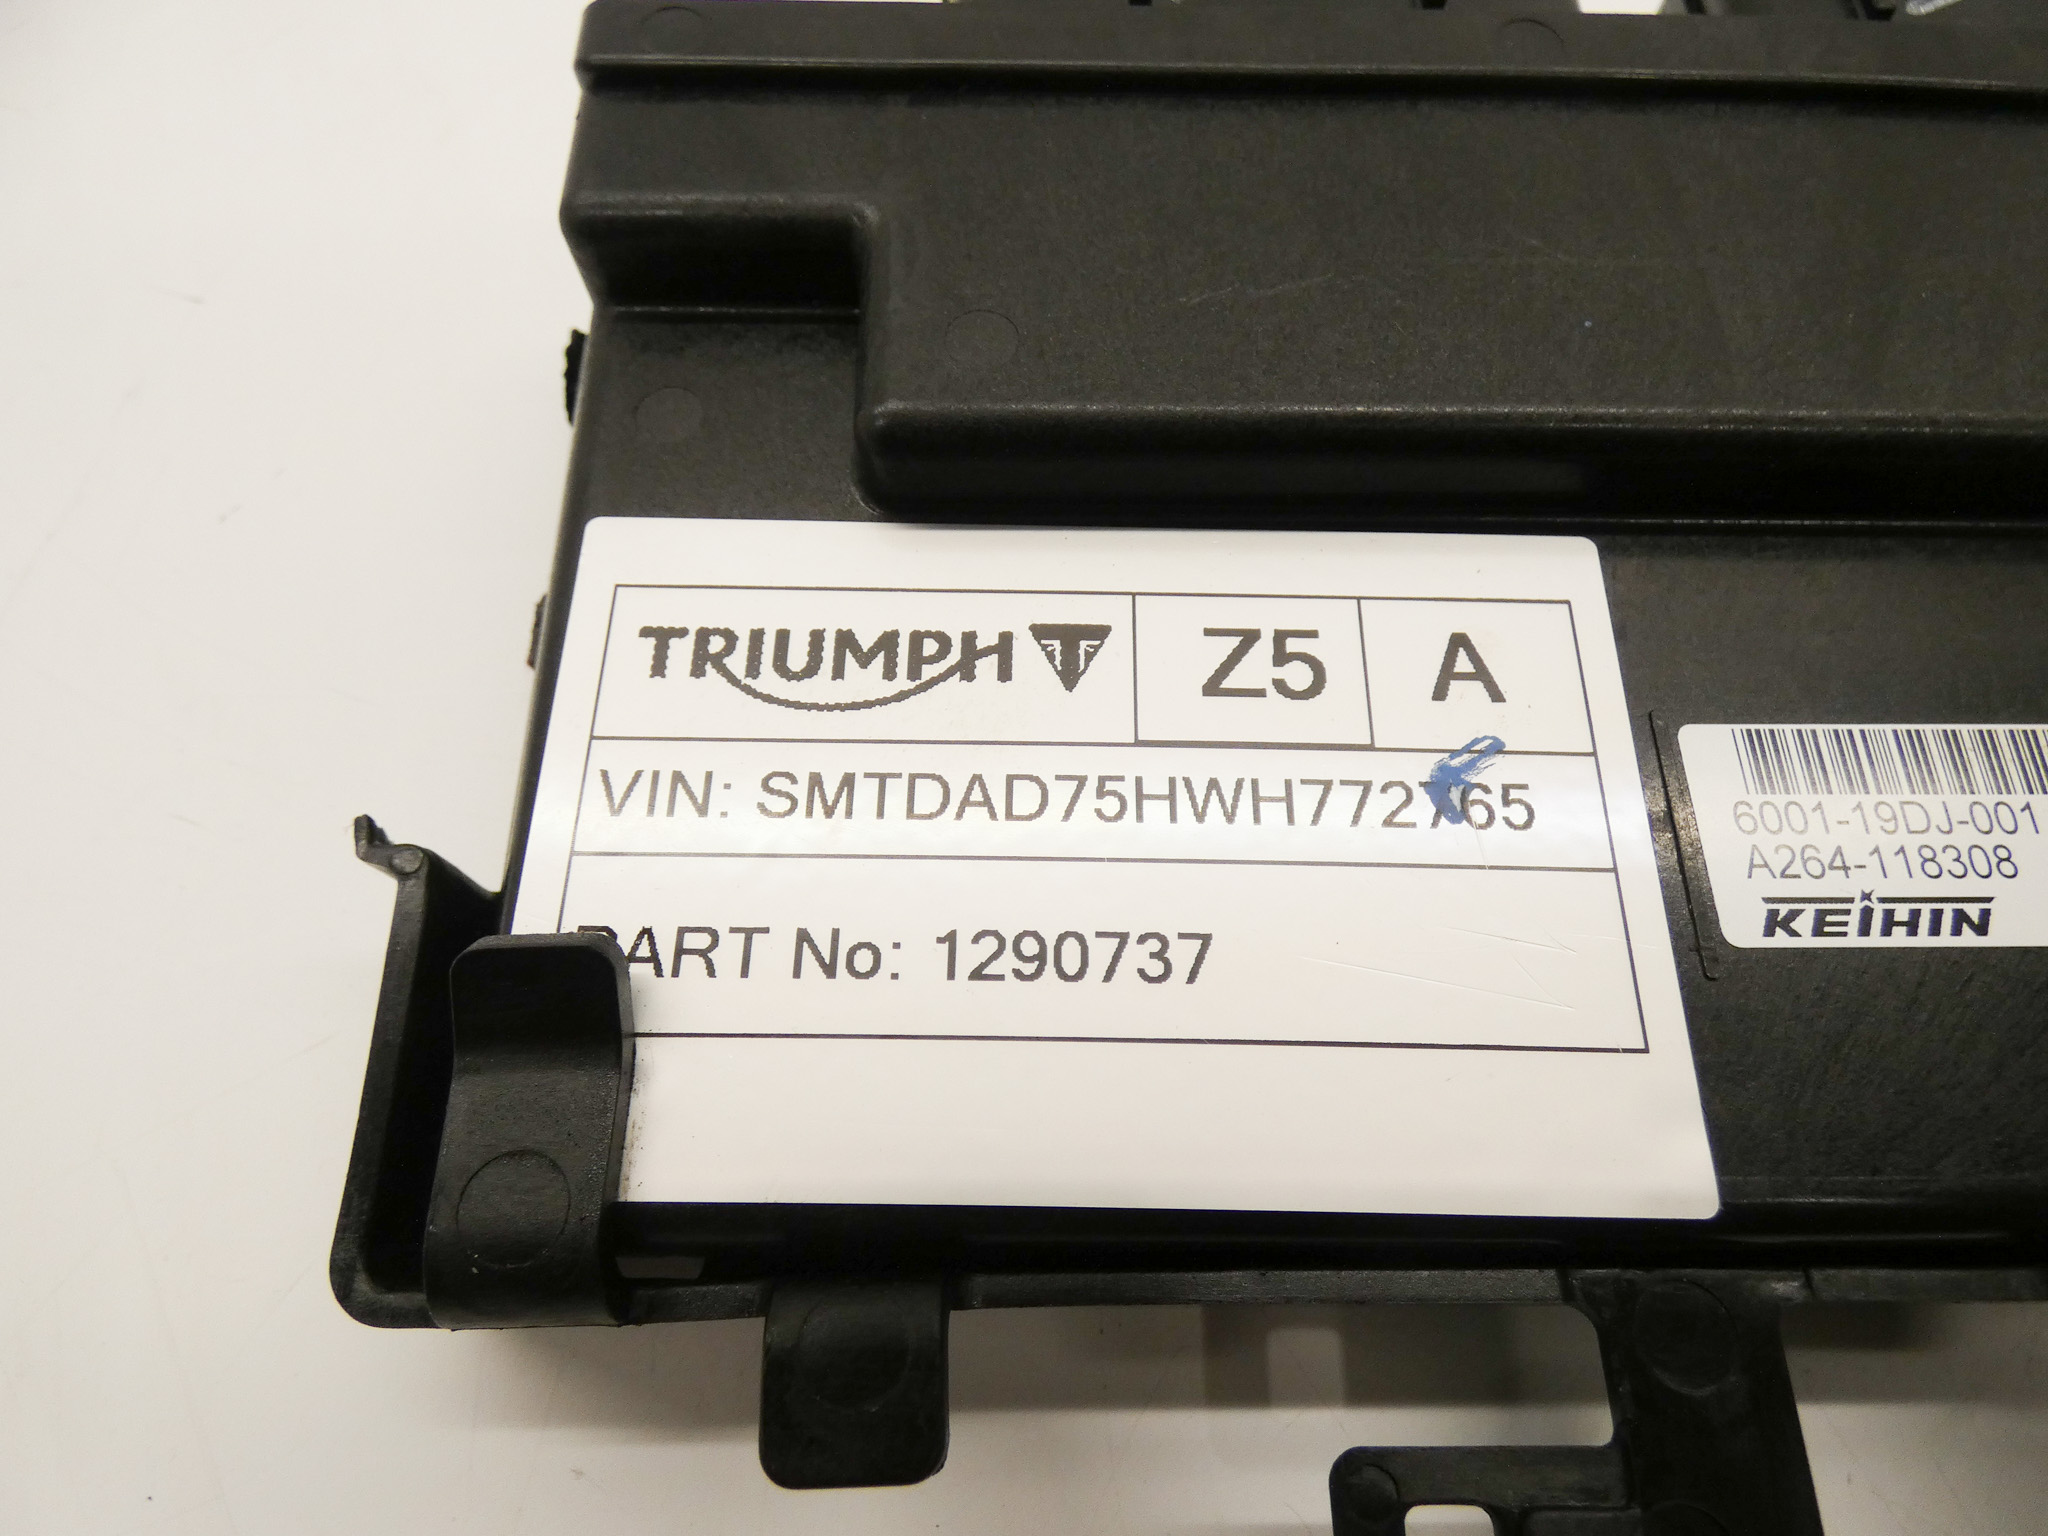 TRIUMPH T
Z5
A
VIN: SMTDAD75HWH772765
PART No: 1290737
6001-19DJ-001
A264-118308
KEIHIN